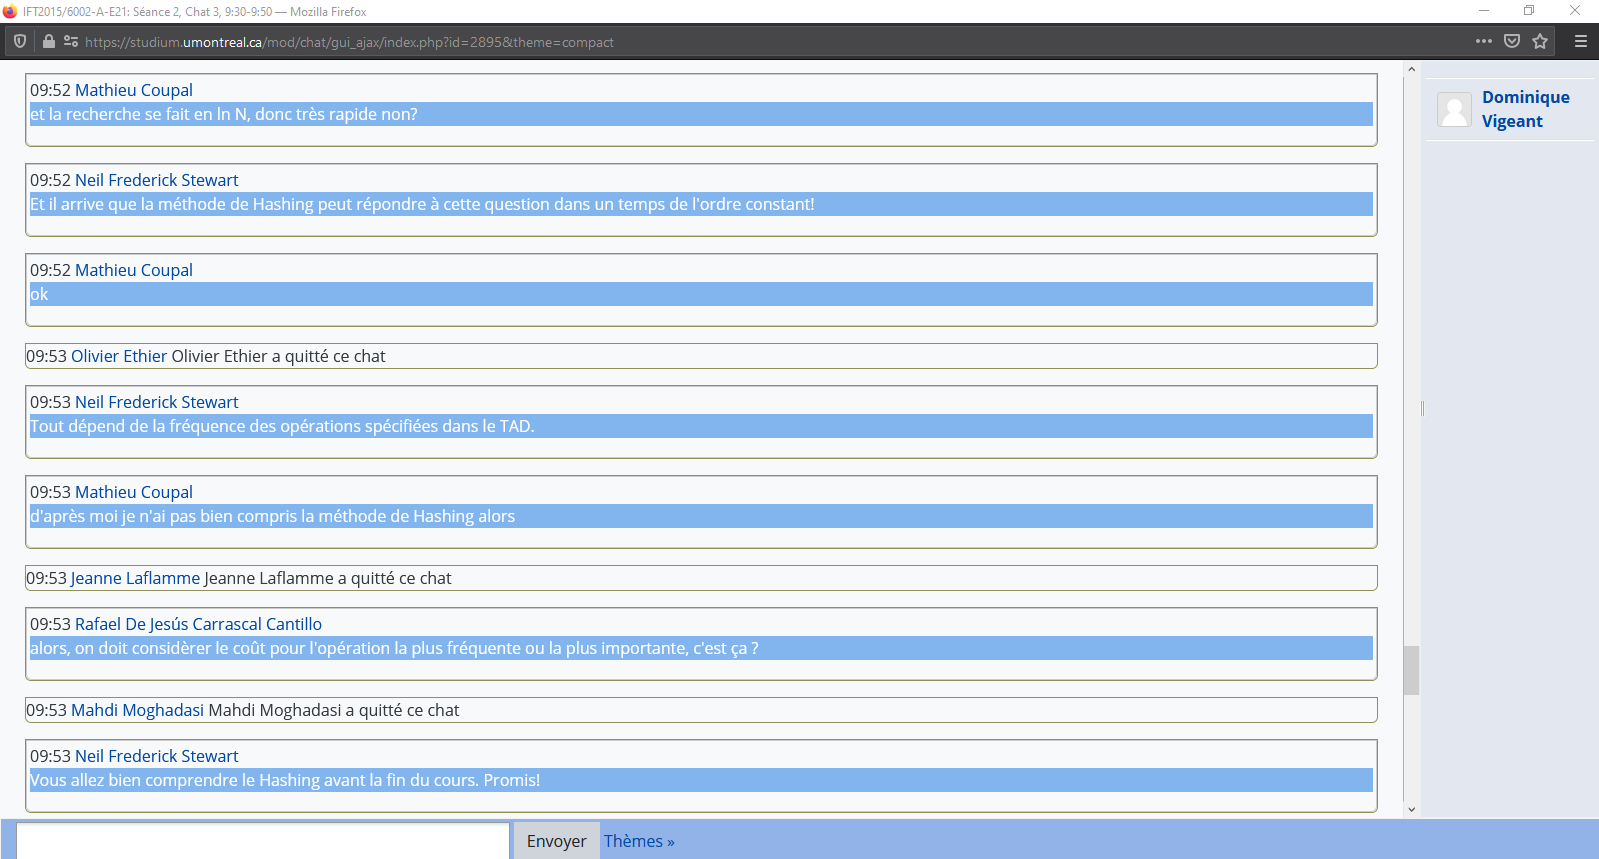 IFT2015/6002-A-E21: Séance 2, Chat 3, 9:30-9:50 — Mozilla Firefox
https://studium.umontreal.ca/mod/chat/gui_ajax/index.php?id=2895&theme=compact
09:52 Mathieu Coupal
et la recherche se fait en ln N, donc très rapide non?
09:52 Neil Frederick Stewart
Et il arrive que la méthode de Hashing peut répondre à cette question dans un temps de l'ordre constant!
09:52 Mathieu Coupal
ok
09:53 Olivier Ethier Olivier Ethier a quitté ce chat
09:53 Neil Frederick Stewart
Tout dépend de la fréquence des opérations spécifiées dans le TAD.
09:53 Mathieu Coupal
d'après moi je n'ai pas bien compris la méthode de Hashing alors
09:53 Jeanne Laflamme Jeanne Laflamme a quitté ce chat
09:53 Rafael De Jesús Carrascal Cantillo
alors, on doit considèrer le coût pour l'opération la plus fréquente ou la plus importante, c'est ça ?
09:53 Mahdi Moghadasi Mahdi Moghadasi a quitté ce chat
09:53 Neil Frederick Stewart
Vous allez bien comprendre le Hashing avant la fin du cours. Promis!
Envoyer Thèmes »
Dominique
Vigeant